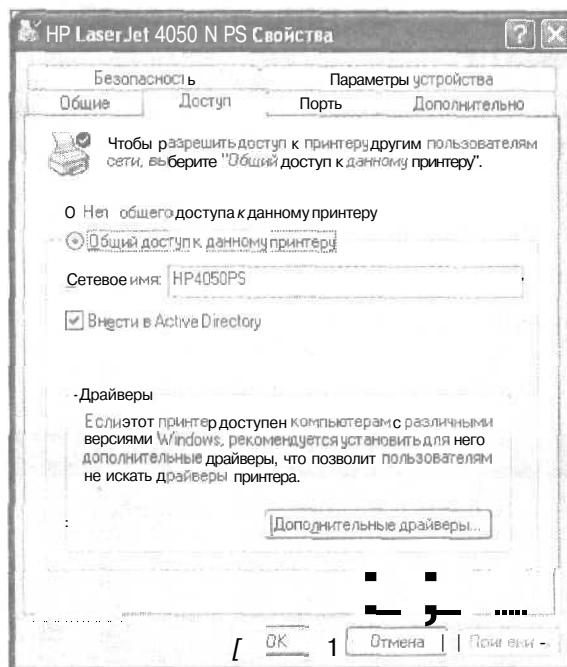 HP LaserJet 4050 N PS Свойства
Безопасность Параметры устройства
Общие Доступ Порть Дополнительно
Чтобы разрешить доступ к принтеру другим пользователям
сети, выберите "Общий доступ к данному принтеру".
О Нет общего доступа к данному принтеру
Общий доступ к данному принтеру
Сетевое имя: HP4050PS
Внести в Active Directory
Драйверы
Если этот принтер доступен компьютерам с различными
версиями Windows, рекомендуется установить для него
дополнительные драйверы, что позволит пользователям
не искать драйверы принтера.
Дополнительные драйверы...
[ OK 1 Отмена